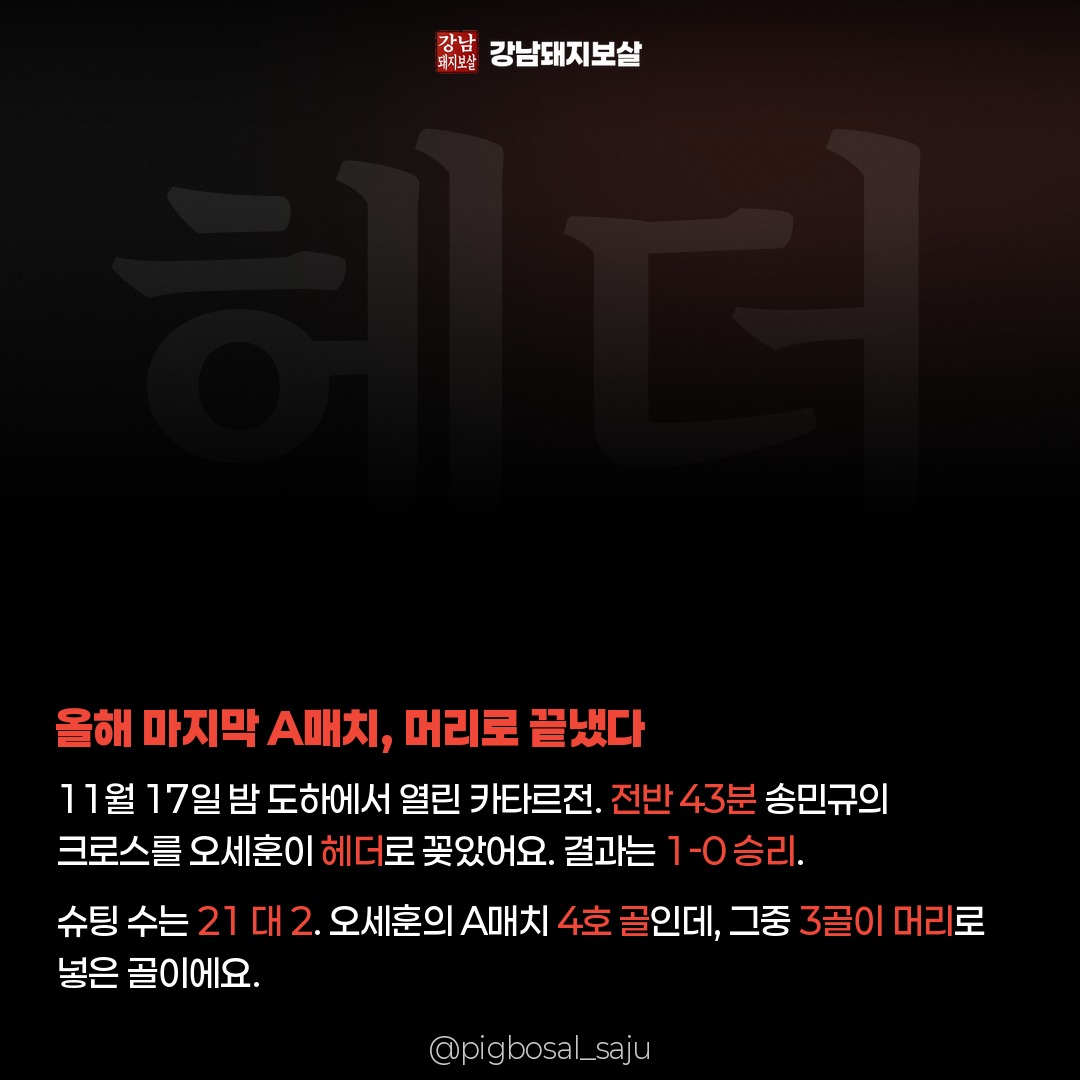 강남
돼지보살
강남돼지보살
헤더
올해 마지막 A매치, 머리로 끝냈다
11월 17일 밤 도하에서 열린 카타르전. 전반 43분 송민규의
크로스를 오세훈이 헤더로 꽂았어요. 결과는 1-0 승리.
슈팅 수는 21 대 2. 오세훈의 A매치 4호 골인데, 그중 3골이 머리로
넣은 골이에요.
@pigbosal_saju